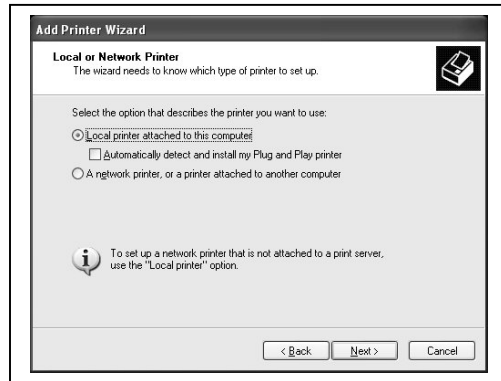 Add Printer Wizard
Local or Network Printer
The wizard needs to know which type of printer to set up.
Select the option that describes the printer you want to use:
Local printer attached to this computer
Automatically detect and install my Plug and Play printer
A network printer, or a printer attached to another computer
To set up a network printer that is not attached to a print server,
use the "Local printer" option.
< Back Next > Cancel